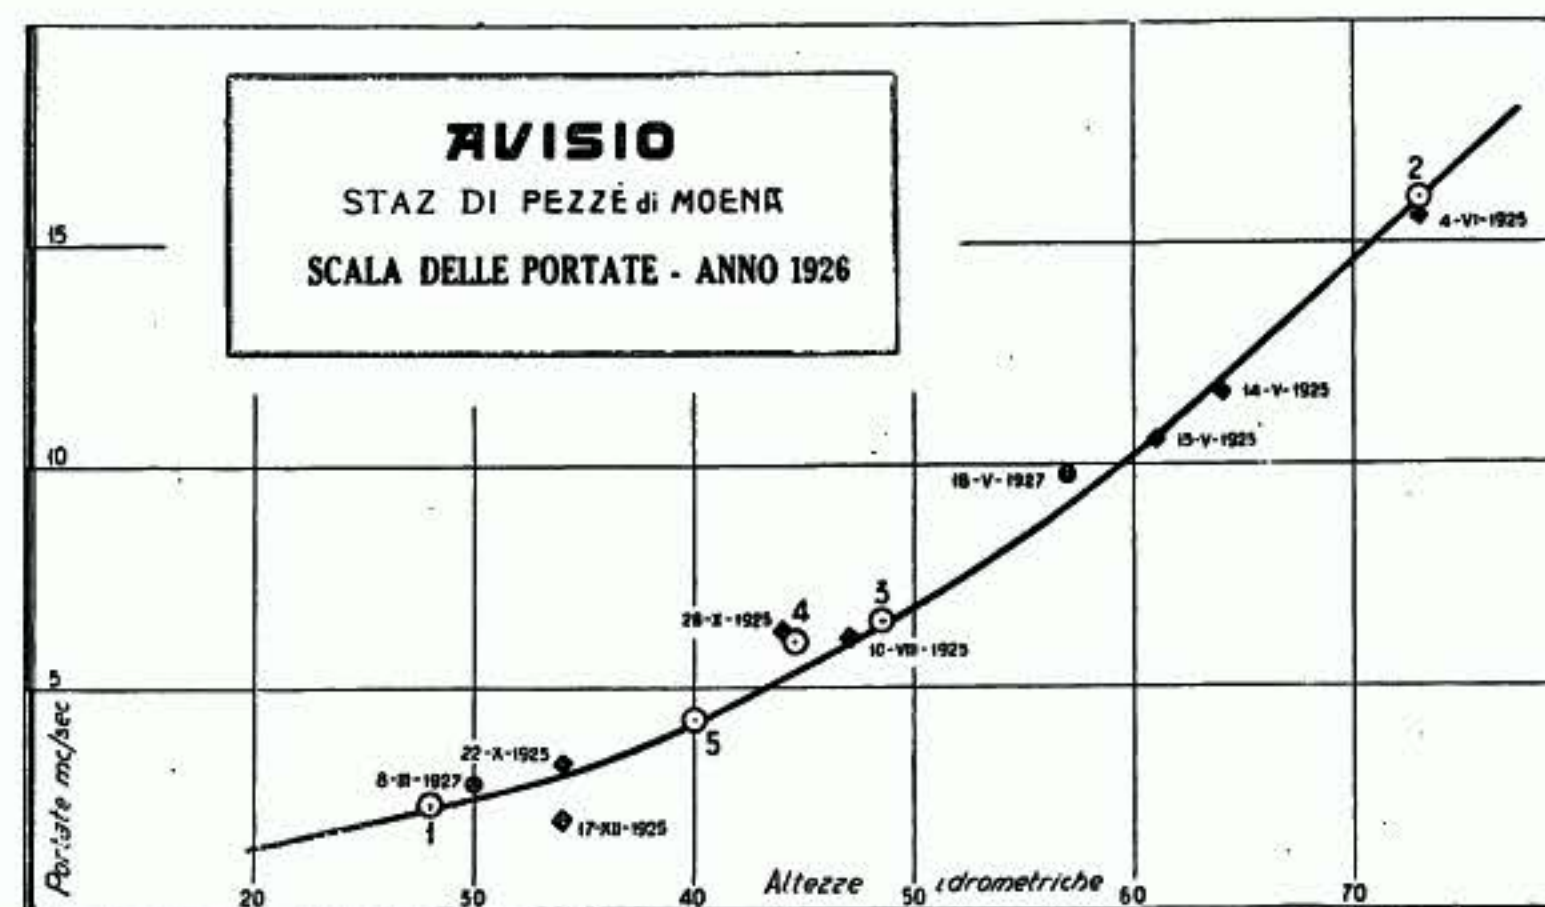 AVISIO
STAZ DI PEZZÉ di MOENA
SCALA DELLE PORTATE - ANNO 1926
2
4-VI-1925
15
14-V-1925
15-V-1925
10
18-V-1927
3
28-X-1925
4
10-VIII-1925
5
5
22-X-1925
8-III-1927
1
17-XII-1925
Portate mc/sec
20 30 40 Altezze 50 idrometriche 60 70